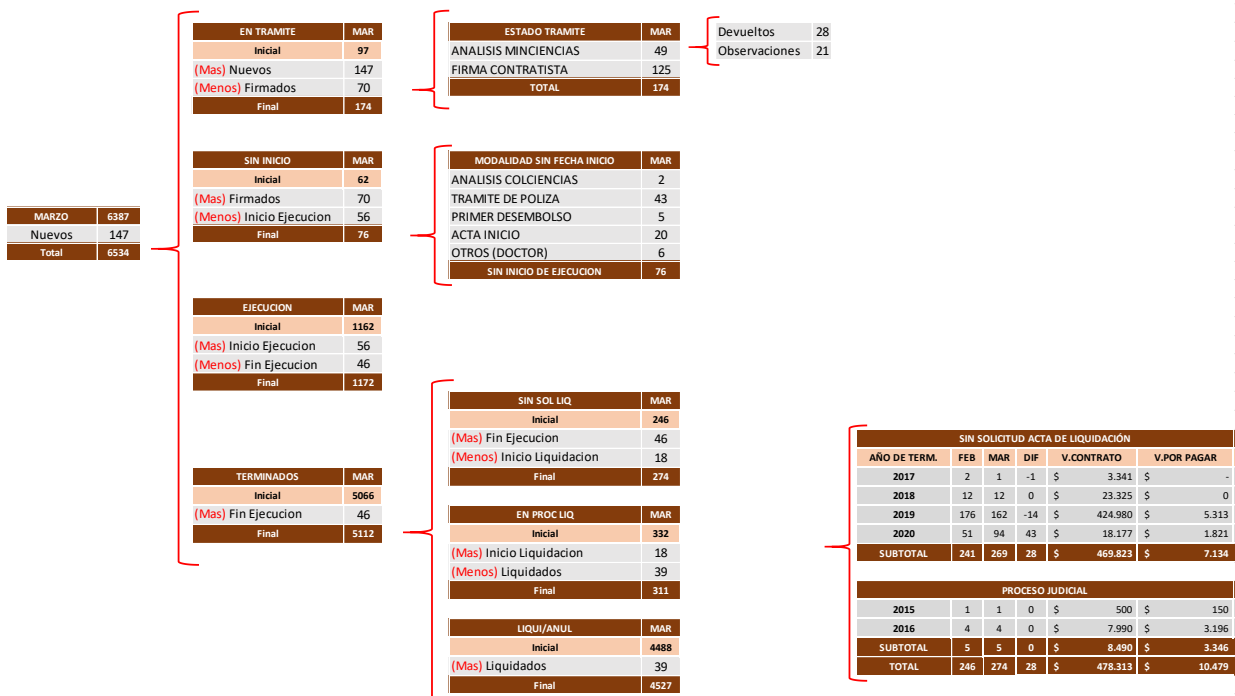 MARZO 6387
Nuevos 147
Total 6534
EN TRAMITE MAR
Inicial 97
(Mas) Nuevos 147
(Menos) Firmados 70
Final 174
ESTADO TRAMITE MAR
ANALISIS MINCIENCIAS 49
FIRMA CONTRATISTA 125
TOTAL 174
Devueltos 28
Observaciones 21
SIN INICIO MAR
Inicial 62
(Mas) Firmados 70
(Menos) Inicio Ejecucion 56
Final 76
MODALIDAD SIN FECHA INICIO MAR
ANALISIS COLCIENCIAS 2
TRAMITE DE POLIZA 43
PRIMER DESEMBOLSO 5
ACTA INICIO 20
OTROS (DOCTOR) 6
SIN INICIO DE EJECUCION 76
EJECUCION MAR
Inicial 1162
(Mas) Inicio Ejecucion 56
(Menos) Fin Ejecucion 46
Final 1172
TERMINADOS MAR
Inicial 5066
(Mas) Fin Ejecucion 46
Final 5112
SIN SOL LIQ MAR
Inicial 246
(Mas) Fin Ejecucion 46
(Menos) Inicio Liquidacion 18
Final 274
EN PROC LIQ MAR
Inicial 332
(Mas) Inicio Liquidacion 18
(Menos) Liquidados 39
Final 311
LIQUI/ANUL MAR
Inicial 4488
(Mas) Liquidados 39
Final 4527
SIN SOLICITUD ACTA DE LIQUIDACIÓN
AÑO DE TERM. FEB MAR DIF V.CONTRATO V.POR PAGAR
2017 2 1 -1 $ 3.341 $ -
2018 12 12 0 $ 23.325 $ 0
2019 176 162 -14 $ 424.980 $ 5.313
2020 51 94 43 $ 18.177 $ 1.821
SUBTOTAL 241 269 28 $ 469.823 $ 7.134
PROCESO JUDICIAL
2015 1 1 0 $ 500 $ 150
2016 4 4 0 $ 7.990 $ 3.196
SUBTOTAL 5 5 0 $ 8.490 $ 3.346
TOTAL 246 274 28 $ 478.313 $ 10.479